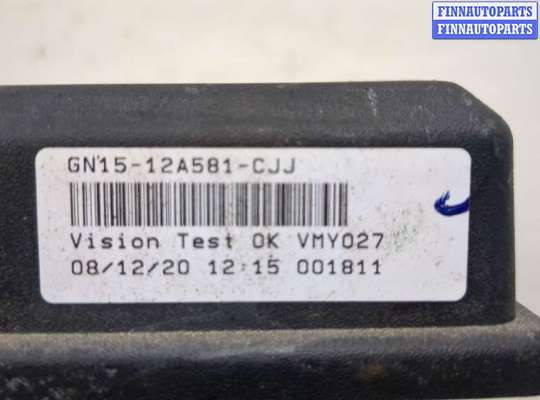 FINNAUTOPARTS
FINNAUTOPARTS
GN15-12A581-CJJ
Vision Test OK VMY027
08/12/20 12:15 001811